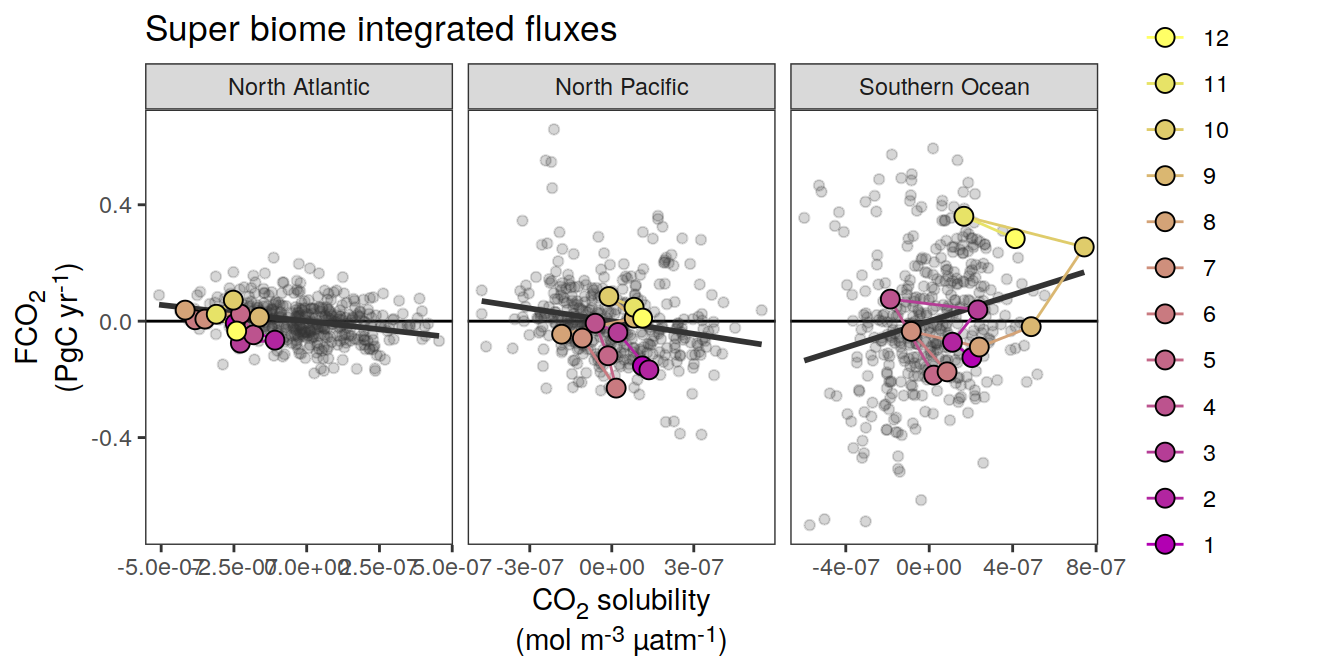 Super biome integrated fluxes
North Atlantic
North Pacific
Southern Ocean
FCO2
(PgC yr-1)
0.4
0.0
-0.4
-5.0e-07 -2.5e-07 0.0e+00 2.5e-07 5.0e-07
-3e-07 0e+00 3e-07
-4e-07 0e+00 4e-07 8e-07
CO2 solubility
(mol m-3 µatm-1)
12
11
10
9
8
7
6
5
4
3
2
1